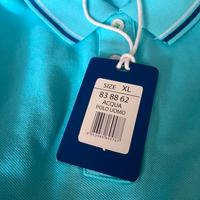 SIZE XL
83 88 62
ACQUA
POLO UOMO